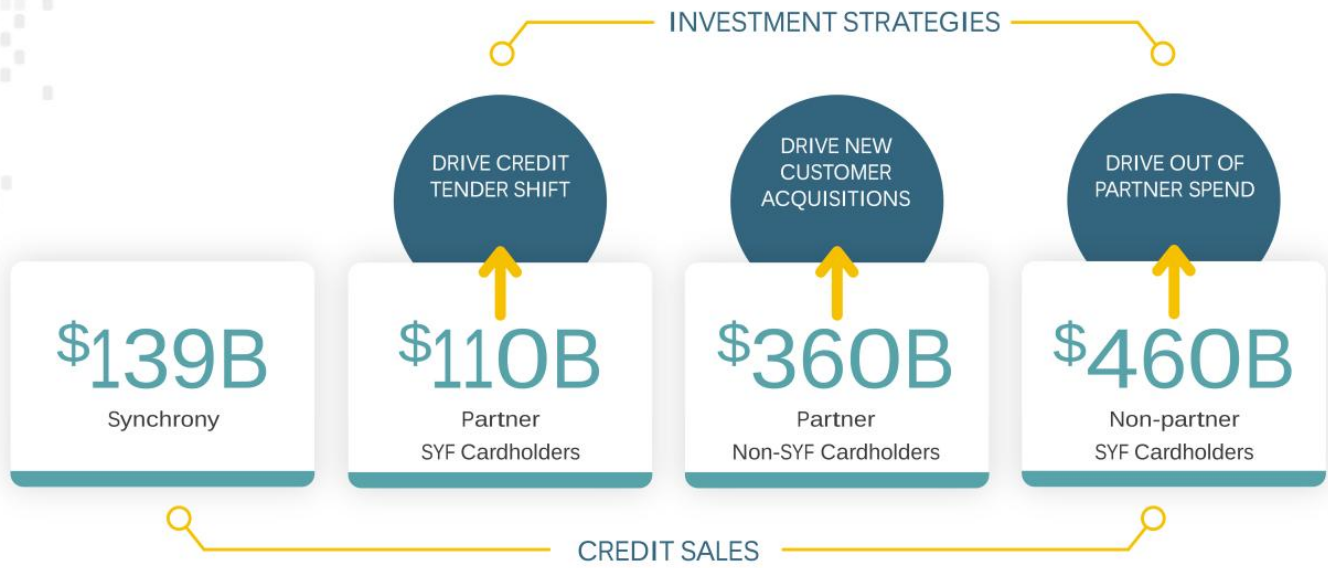 INVESTMENT STRATEGIES
DRIVE CREDIT
TENDER SHIFT
DRIVE NEW
CUSTOMER
ACQUISITIONS
DRIVE OUT OF
PARTNER SPEND
$139B
Synchrony
$110B
Partner
SYF Cardholders
$360B
Partner
Non-SYF Cardholders
$460B
Non-partner
SYF Cardholders
CREDIT SALES